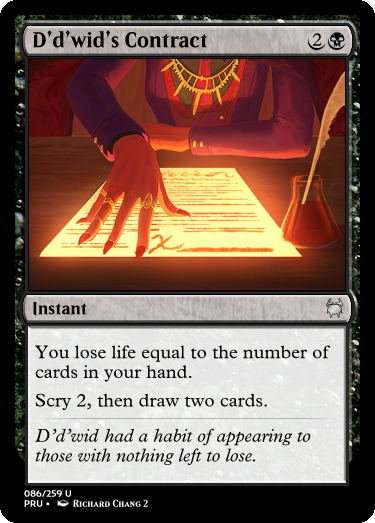 D'd'wid's Contract 2
Instant
You lose life equal to the number of
cards in your hand.
Scry 2, then draw two cards.
D'd'wid had a habit of appearing to
those with nothing left to lose.
086/259 U
PRU • Richard Chang 2